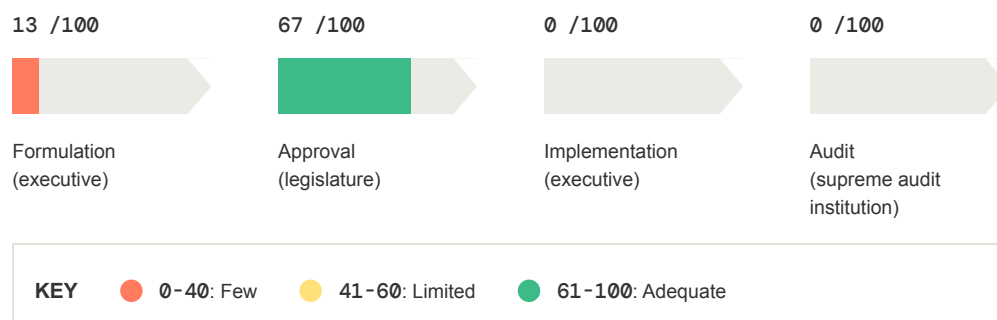 13 /100
67 /100
0 /100
0 /100
Formulation
(executive)
Approval
(legislature)
Implementation
(executive)
Audit
(supreme audit
institution)
KEY
0-40: Few
41-60: Limited
61-100: Adequate